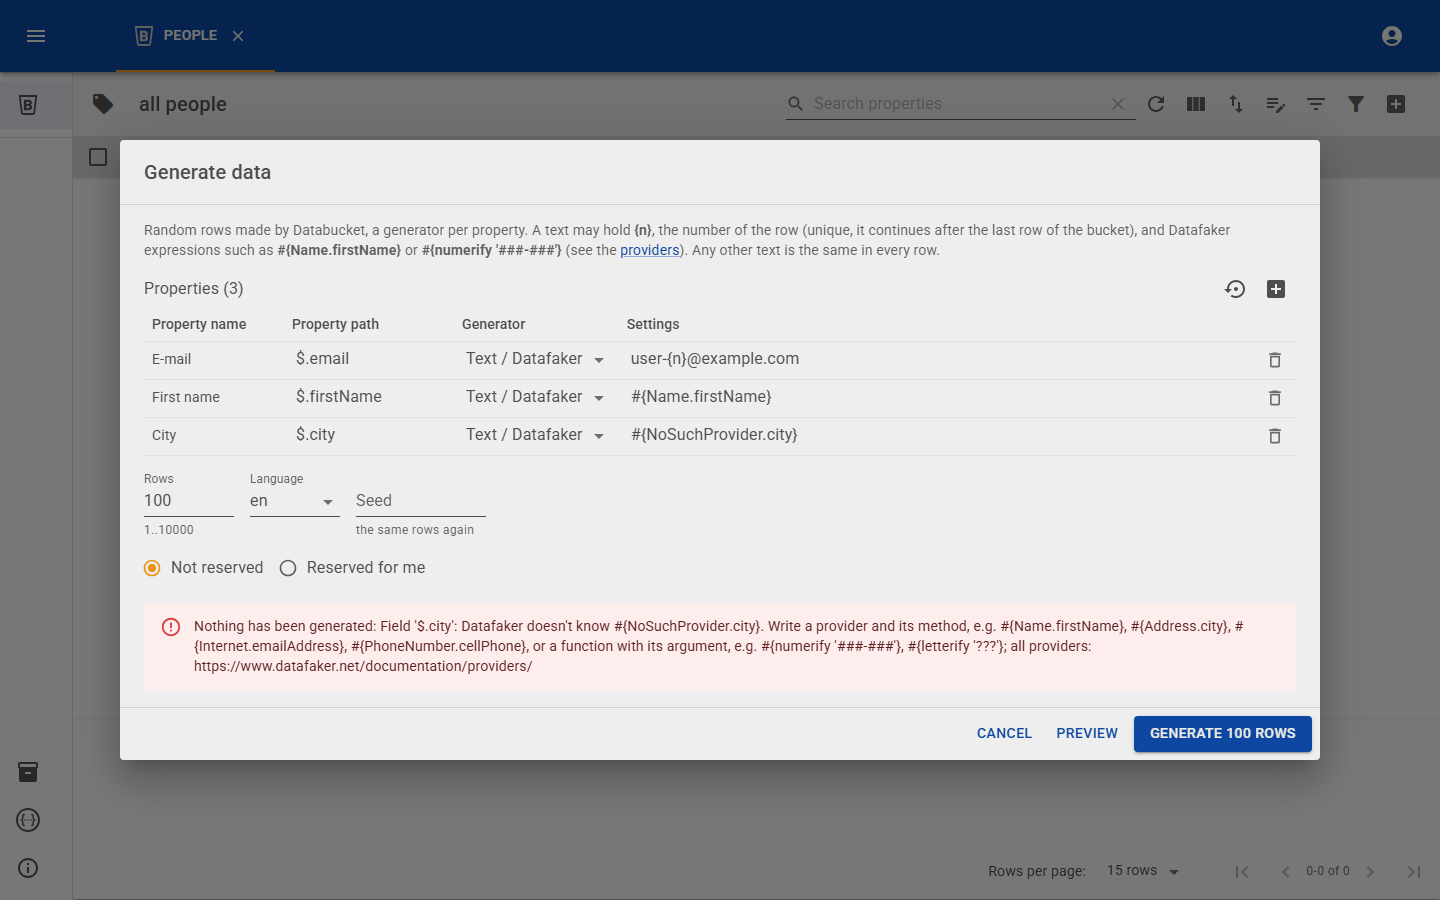 PEOPLE
all people
Search properties
Generate data
Random rows made by Databucket, a generator per property. A text may hold {n}, the number of the row (unique, it continues after the last row of the bucket), and Datafaker
expressions such as #{Name.firstName} or #{numerify '###-###'} (see the providers). Any other text is the same in every row.
Properties (3)
Property name Property path Generator Settings
E-mail $.email Text / Datafaker user-{n}@example.com
First name $.firstName Text / Datafaker #{Name.firstName}
City $.city Text / Datafaker #{NoSuchProvider.city}
Rows Language
100 en Seed
1..10000 the same rows again
Not reserved Reserved for me
Nothing has been generated: Field '$.city': Datafaker doesn't know #{NoSuchProvider.city}. Write a provider and its method, e.g. #{Name.firstName}, #{Address.city}, #
{Internet.emailAddress}, #{PhoneNumber.cellPhone}, or a function with its argument, e.g. #{numerify '###-###'}, #{letterify '???'}; all providers:
https://www.datafaker.net/documentation/providers/
CANCEL PREVIEW GENERATE 100 ROWS
Rows per page: 15 rows 0-0 of 0